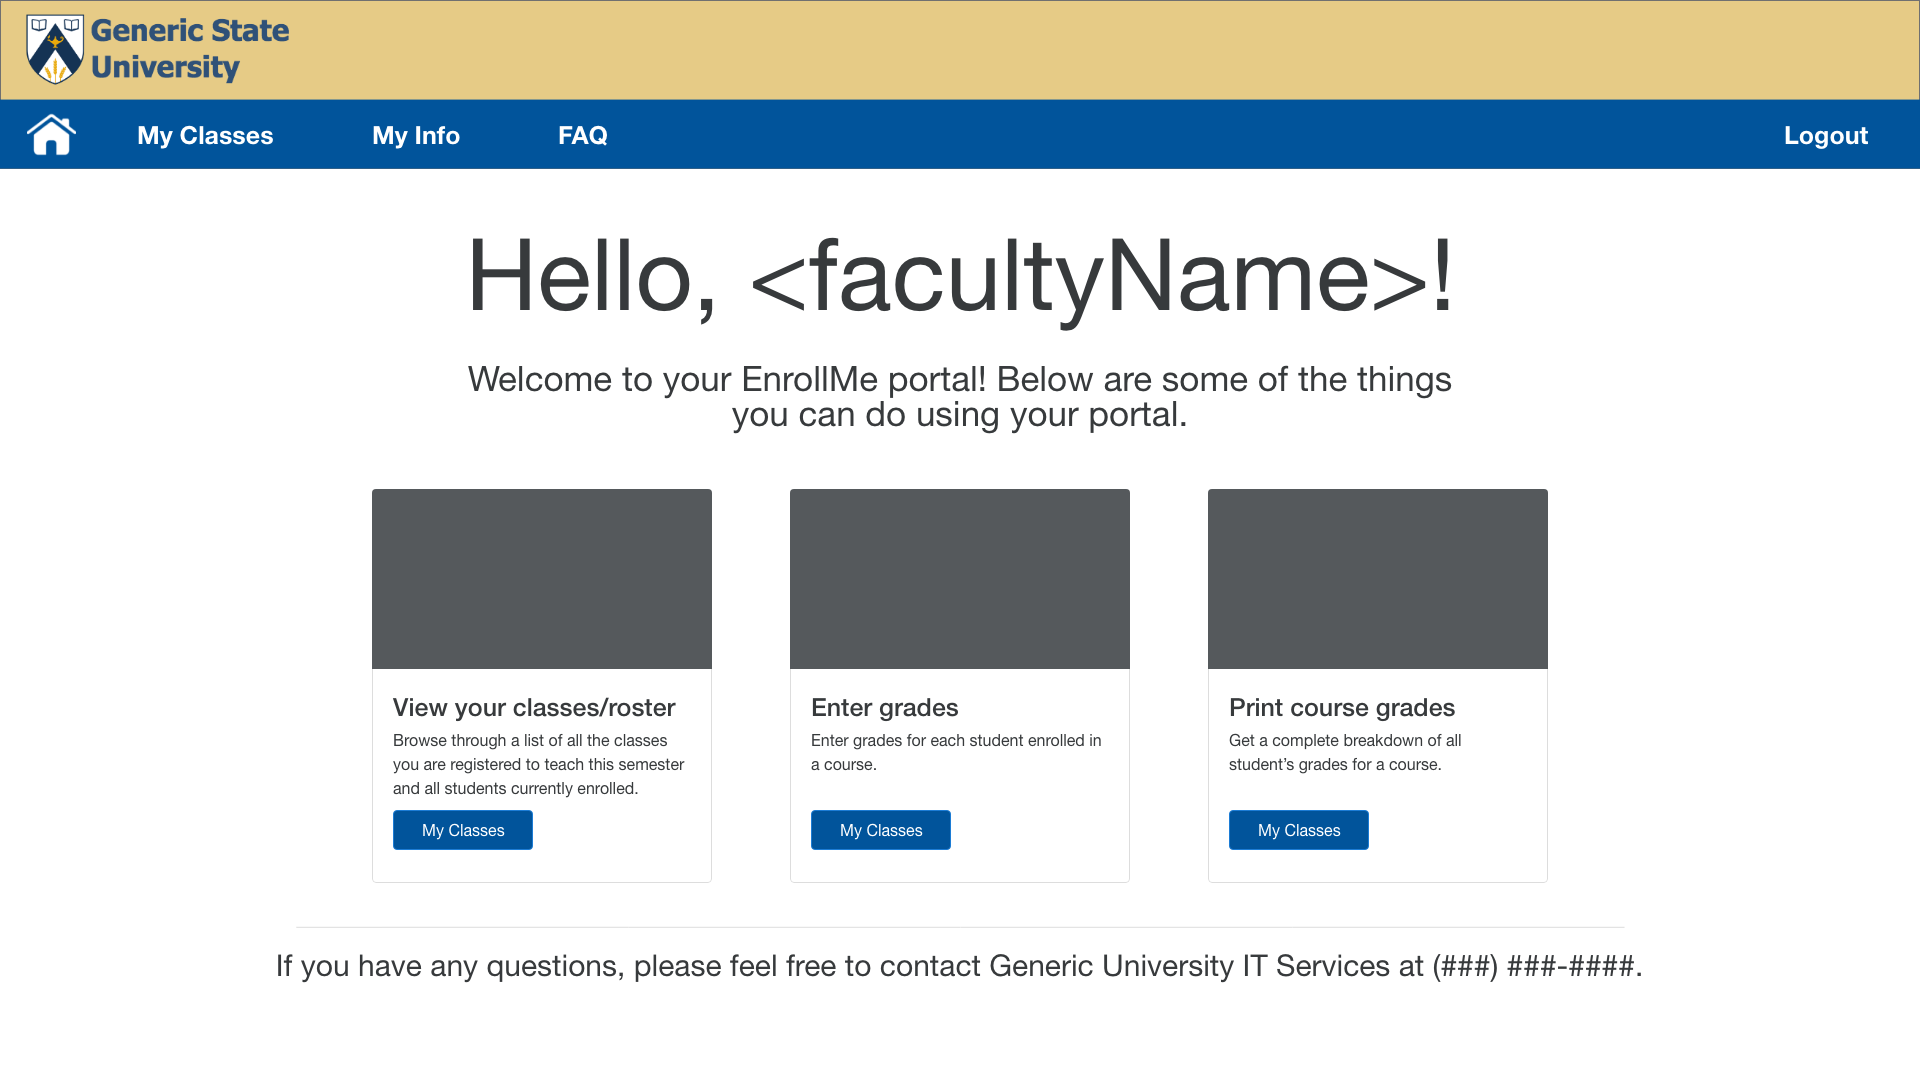 Generic State
University
My Classes
My Info
FAQ
Logout
Hello, <facultyName>!
Welcome to your EnrollMe portal! Below are some of the things
you can do using your portal.
View your classes/roster
Browse through a list of all the classes
you are registered to teach this semester
and all students currently enrolled.
My Classes
Enter grades
Enter grades for each student enrolled in
a course.
My Classes
Print course grades
Get a complete breakdown of all
student’s grades for a course.
My Classes
If you have any questions, please feel free to contact Generic University IT Services at (###) ###-####.